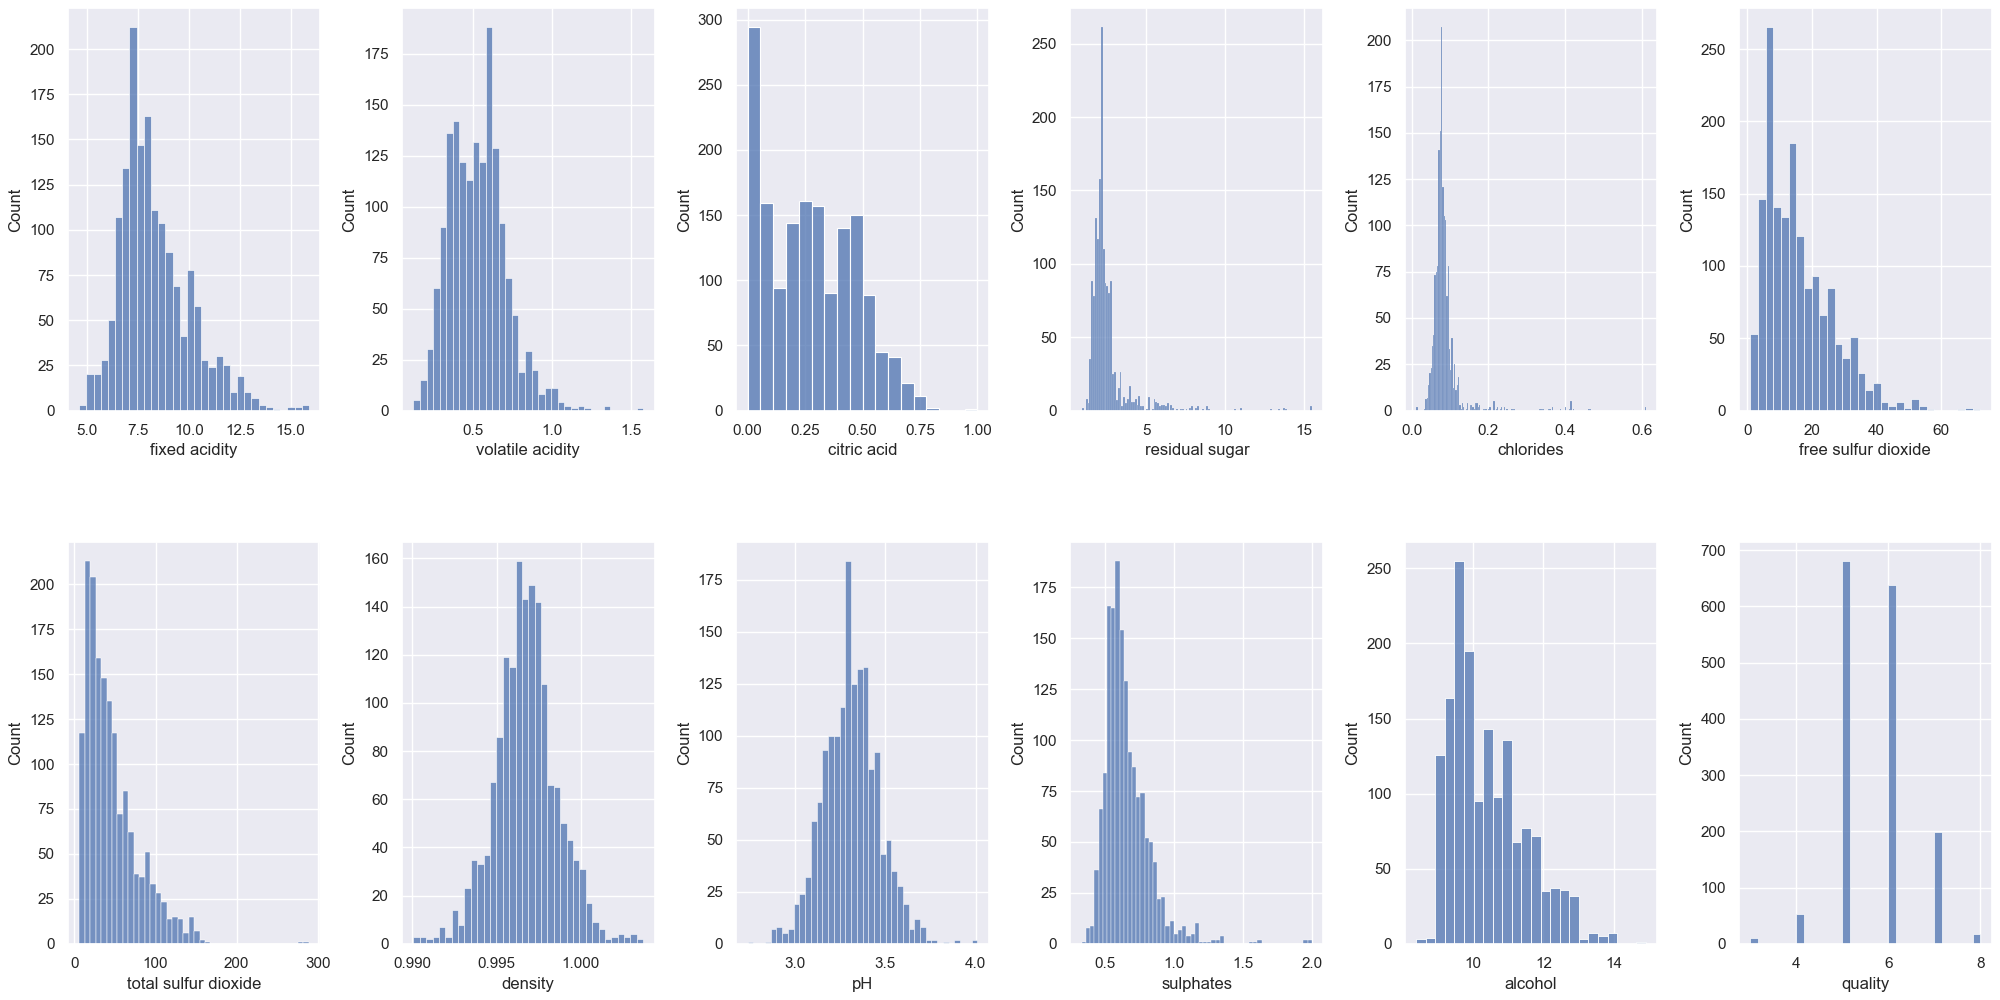 Count
200
175
150
125
100
75
50
25
0
5.0 7.5 10.0 12.5 15.0
fixed acidity
Count
175
150
125
100
75
50
25
0
0.5 1.0 1.5
volatile acidity
Count
300
250
200
150
100
50
0
0.00 0.25 0.50 0.75 1.00
citric acid
Count
250
200
150
100
50
0
5 10 15
residual sugar
Count
200
175
150
125
100
75
50
25
0
0.0 0.2 0.4 0.6
chlorides
Count
250
200
150
100
50
0
0 20 40 60
free sulfur dioxide
Count
200
175
150
125
100
75
50
25
0
0 100 200 300
total sulfur dioxide
Count
160
140
120
100
80
60
40
20
0
0.990 0.995 1.000
density
Count
175
150
125
100
75
50
25
0
3.0 3.5 4.0
pH
Count
175
150
125
100
75
50
25
0
0.5 1.0 1.5 2.0
sulphates
Count
250
200
150
100
50
0
10 12 14
alcohol
Count
700
600
500
400
300
200
100
0
4 6 8
quality